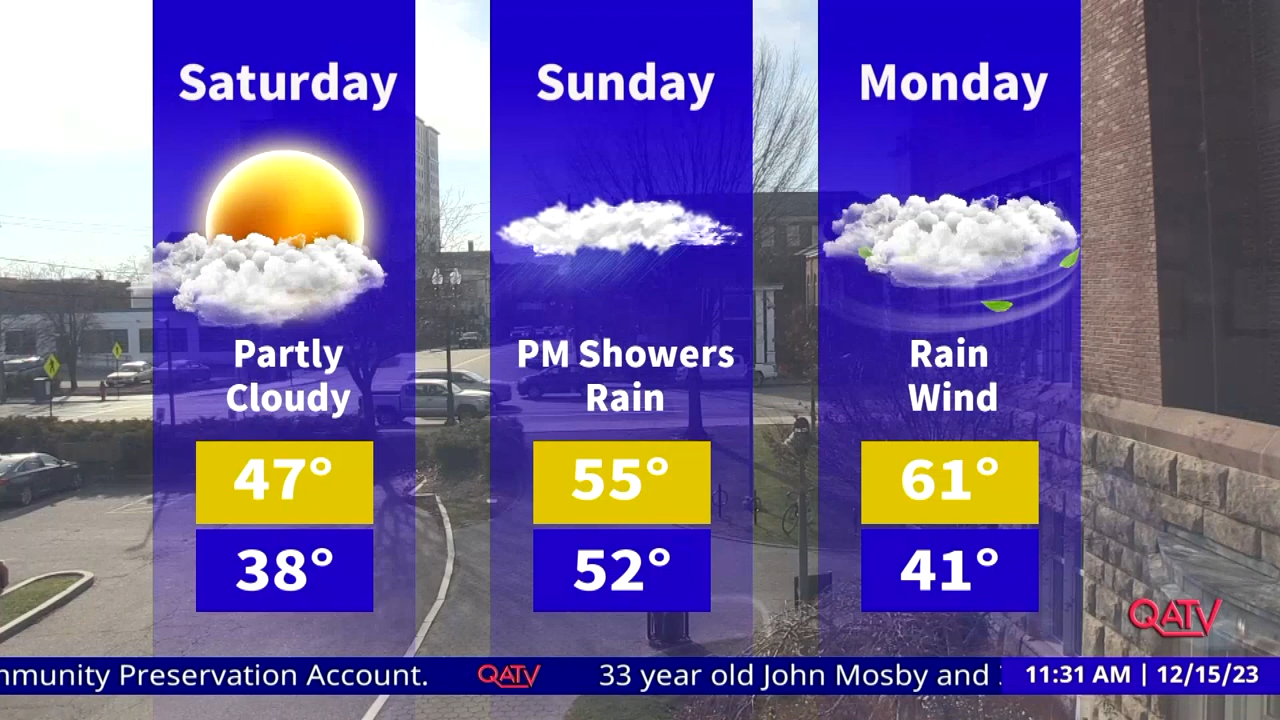 Saturday
Partly
Cloudy
47°
38°
Sunday
PM Showers
Rain
55°
52°
Monday
Rain
Wind
61°
41°
QATV
Preservation Account. QATV 33 year old John Mosby and
11:31 AM | 12/15/23